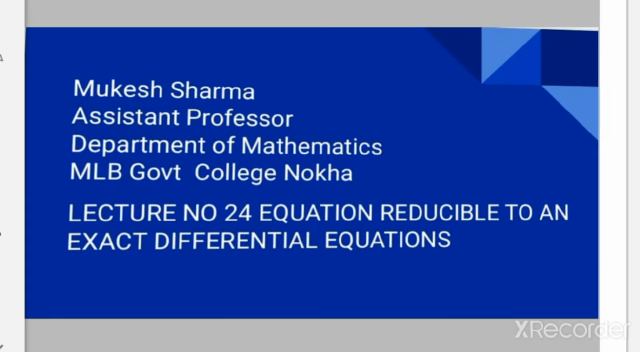 Mukesh Sharma
Assistant Professor
Department of Mathematics
MLB Govt College Nokha
LECTURE NO 24 EQUATION REDUCIBLE TO AN
EXACT DIFFERENTIAL EQUATIONS
XRecorder